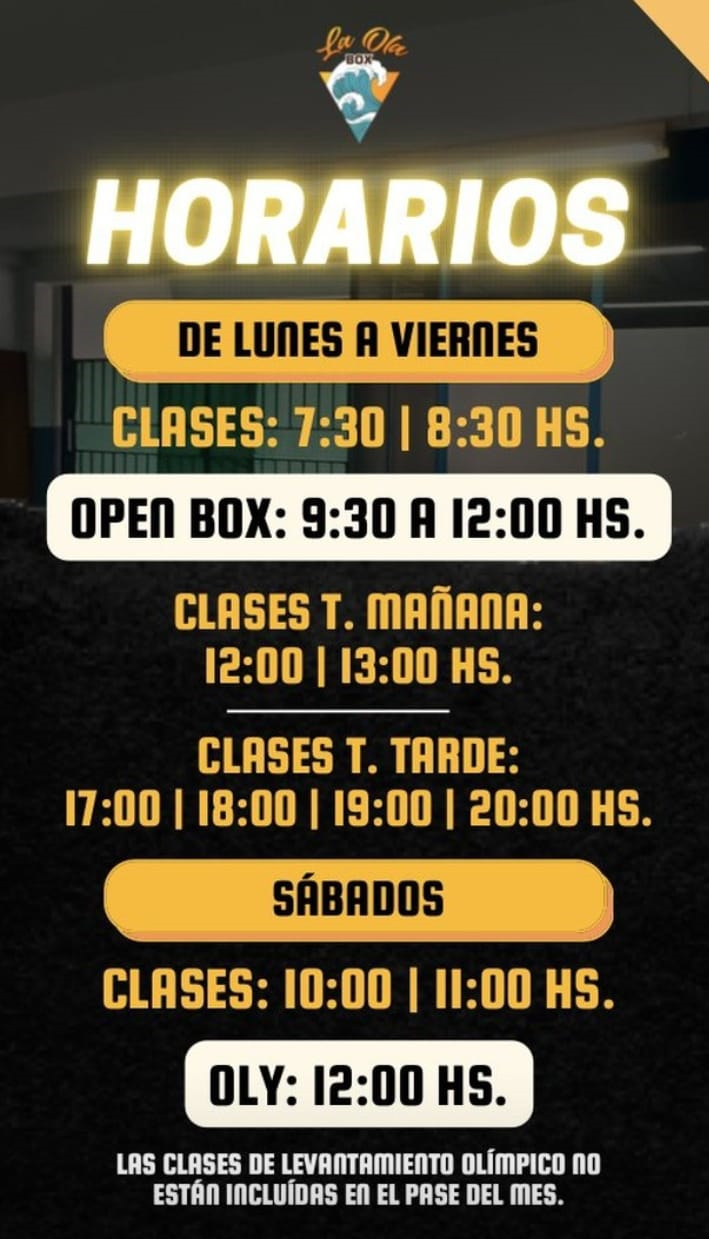 La Ola
BOX
HORARIOS
DE LUNES A VIERNES
CLASES: 7:30 | 8:30 HS.
OPEN BOX: 9:30 A 12:00 HS.
CLASES T. MAÑANA:
12:00 | 13:00 HS.
CLASES T. TARDE:
17:00 | 18:00 | 19:00 | 20:00 HS.
SÁBADOS
CLASES: 10:00 | 11:00 HS.
OLY: 12:00 HS.
LAS CLASES DE LEVANTAMIENTO OLÍMPICO NO
ESTÁN INCLUÍDAS EN EL PASE DEL MES.